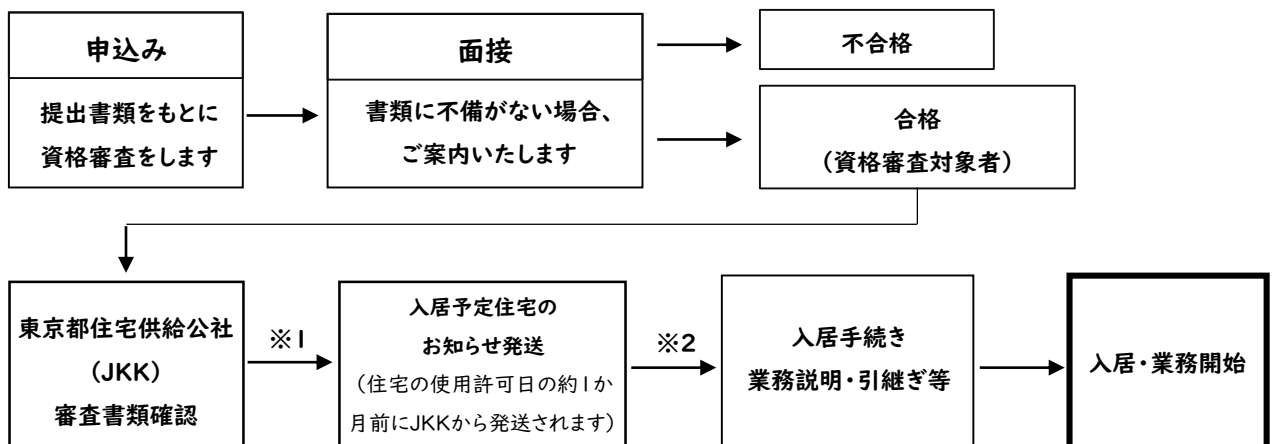 申込み
提出書類をもとに
資格審査をします
面接
書類に不備がない場合、
ご案内いたします
不合格
合格
（資格審査対象者）
東京都住宅供給公社
（JKK）
審査書類確認
※1
入居予定住宅の
お知らせ発送
（住宅の使用許可日の約1か
月前にJKKから発送されます）
※2
入居手続き
業務説明・引継ぎ等
入居・業務開始